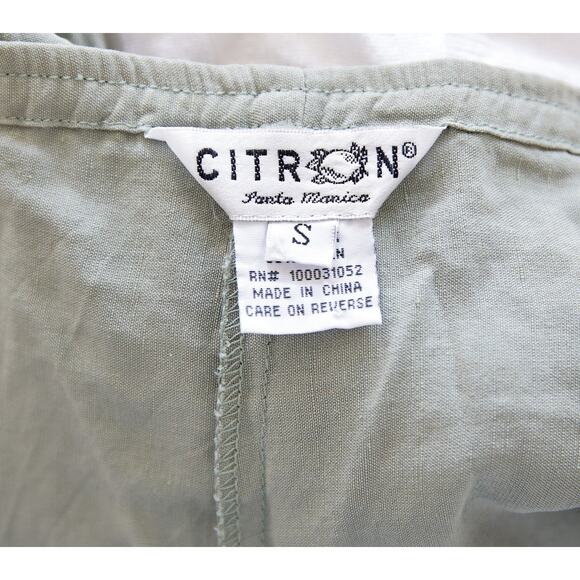 CITRON®
Santa Monica
S
RN# 100031052
MADE IN CHINA
CARE ON REVERSE